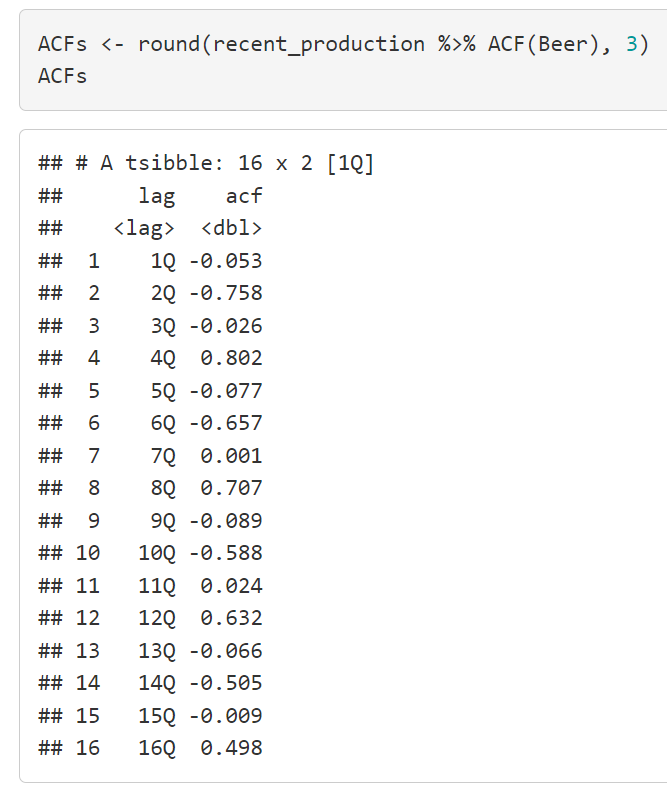 ACFs <- round(recent_production %>% ACF(Beer), 3)
ACFs
## # A tsibble: 16 x 2 [1Q]
##      lag    acf
##    <lag>  <dbl>
##  1    1Q -0.053
##  2    2Q -0.758
##  3    3Q -0.026
##  4    4Q  0.802
##  5    5Q -0.077
##  6    6Q -0.657
##  7    7Q  0.001
##  8    8Q  0.707
##  9    9Q -0.089
## 10   10Q -0.588
## 11   11Q  0.024
## 12   12Q  0.632
## 13   13Q -0.066
## 14   14Q -0.505
## 15   15Q -0.009
## 16   16Q  0.498